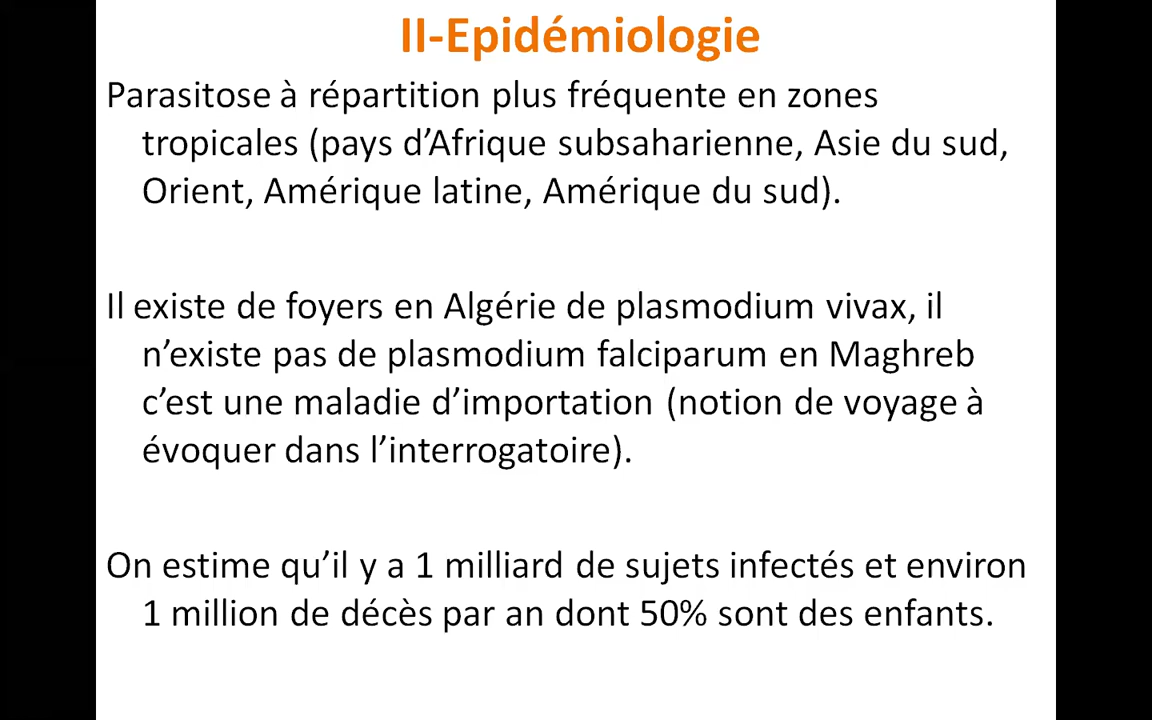 II-Epidémiologie
Parasitose à répartition plus fréquente en zones
tropicales (pays d’Afrique subsaharienne, Asie du sud,
Orient, Amérique latine, Amérique du sud).
Il existe de foyers en Algérie de plasmodium vivax, il
n’existe pas de plasmodium falciparum en Maghreb
c’est une maladie d’importation (notion de voyage à
évoquer dans l’interrogatoire).
On estime qu’il y a 1 milliard de sujets infectés et environ
1 million de décès par an dont 50% sont des enfants.